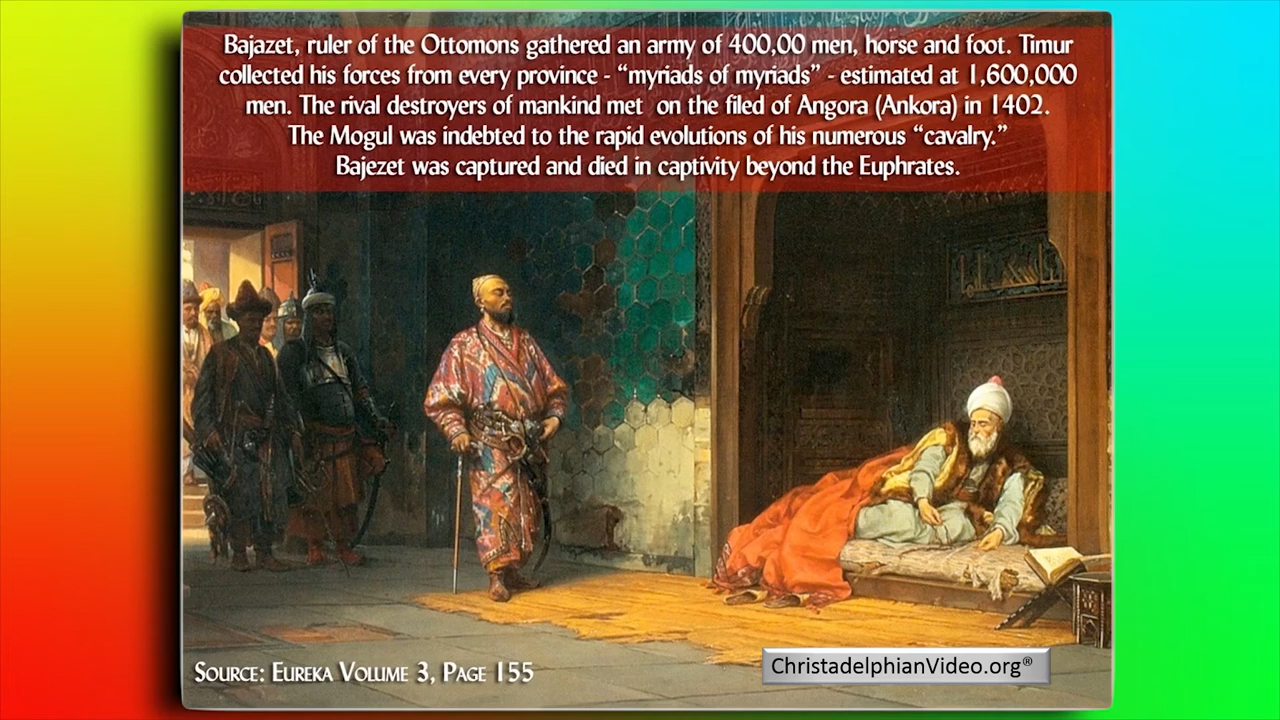 Bajazet, ruler of the Ottomons gathered an army of 400,00 men, horse and foot. Timur
collected his forces from every province - “myriads of myriads” - estimated at 1,600,000
men. The rival destroyers of mankind met on the filed of Angora (Ankora) in 1402.
The Mogul was indebted to the rapid evolutions of his numerous “cavalry.”
Bajezet was captured and died in captivity beyond the Euphrates.
Source: Eureka Volume 3, Page 155
ChristadelphianVideo.org®